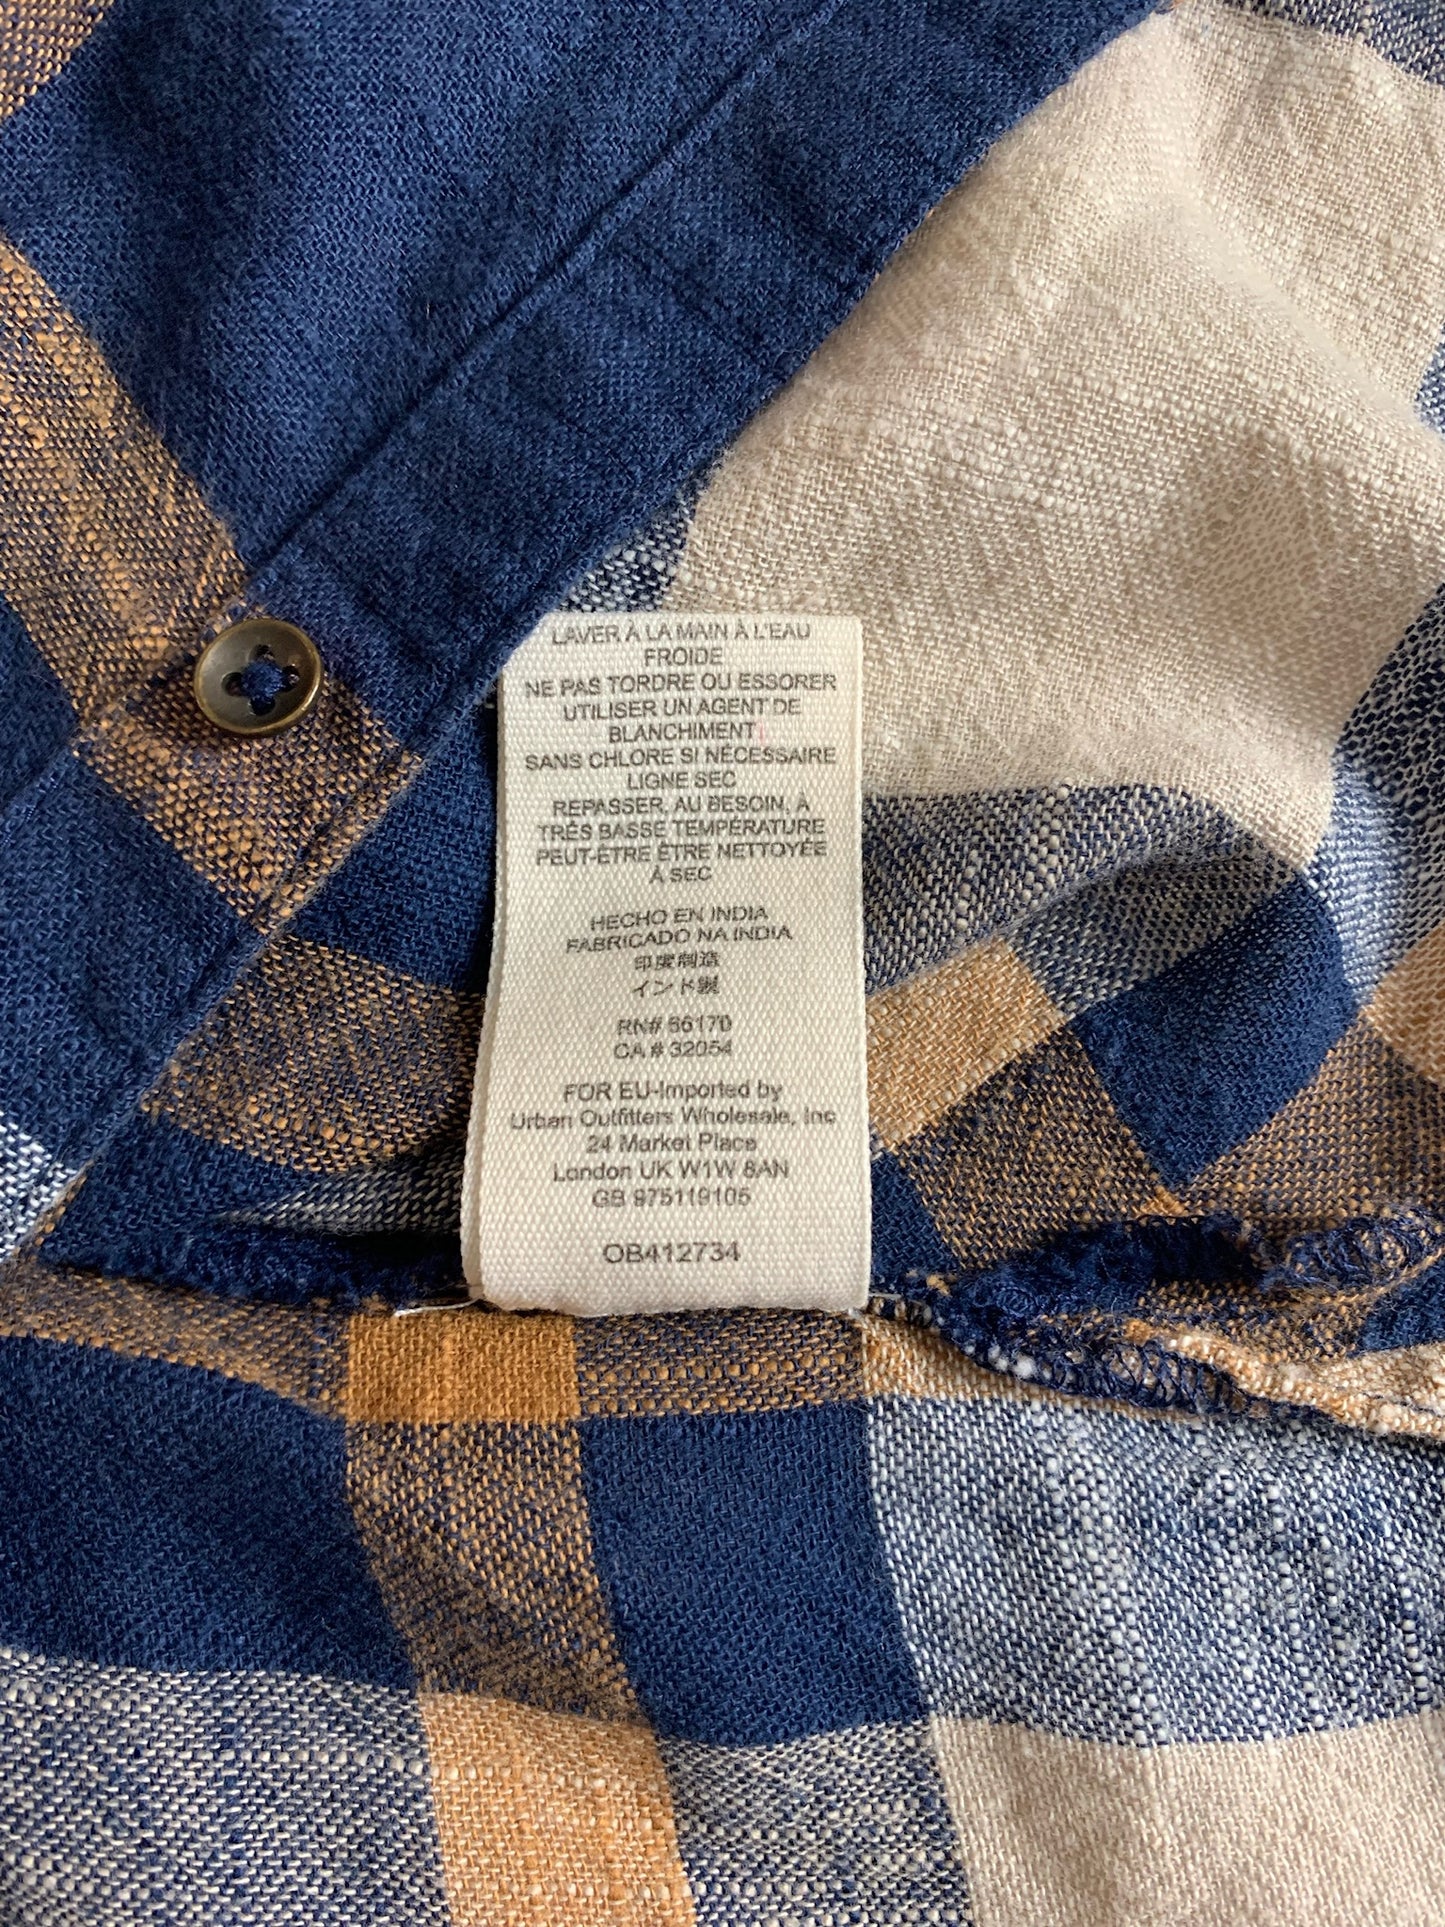 LAVER À LA MAIN À L'EAU
FROIDE
NE PAS TORDRE OU ESSORER
UTILISER UN AGENT DE
BLANCHIMENT
SANS CHLORE SI NÉCESSAIRE
LIGNE SEC
REPASSER, AU BESOIN, À
TRÈS BASSE TEMPÉRATURE
PEUT-ÊTRE ÊTRE NETTOYÉE
À SEC
HECHO EN INDIA
FABRICADO NA INDIA
印度制造
インド製
RN# 66170
CA # 32054
FOR EU-Imported by
Urban Outfitters Wholesale, Inc
24 Market Place
London UK W1W 8AN
GB 975119105
OB412734